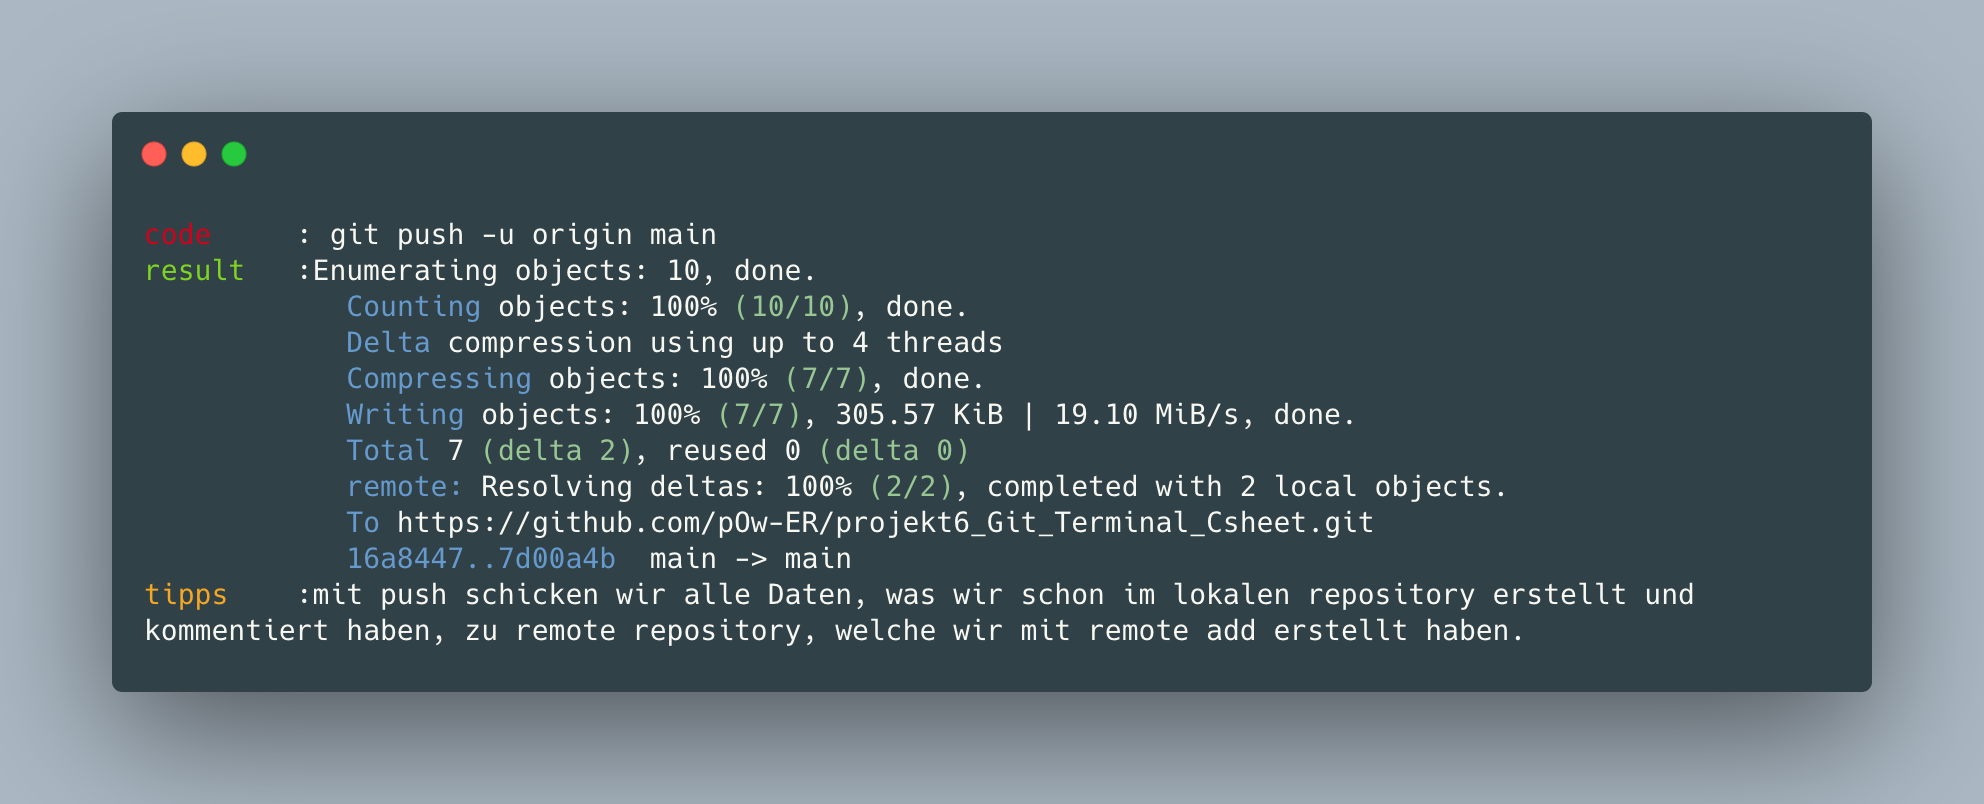 code     : git push -u origin main
result   :Enumerating objects: 10, done.
Counting objects: 100% (10/10), done.
Delta compression using up to 4 threads
Compressing objects: 100% (7/7), done.
Writing objects: 100% (7/7), 305.57 KiB | 19.10 MiB/s, done.
Total 7 (delta 2), reused 0 (delta 0)
remote: Resolving deltas: 100% (2/2), completed with 2 local objects.
To https://github.com/pOw-ER/projekt6_Git_Terminal_Csheet.git
16a8447..7d00a4b  main -> main
tipps    :mit push schicken wir alle Daten, was wir schon im lokalen repository erstellt und
kommentiert haben, zu remote repository, welche wir mit remote add erstellt haben.